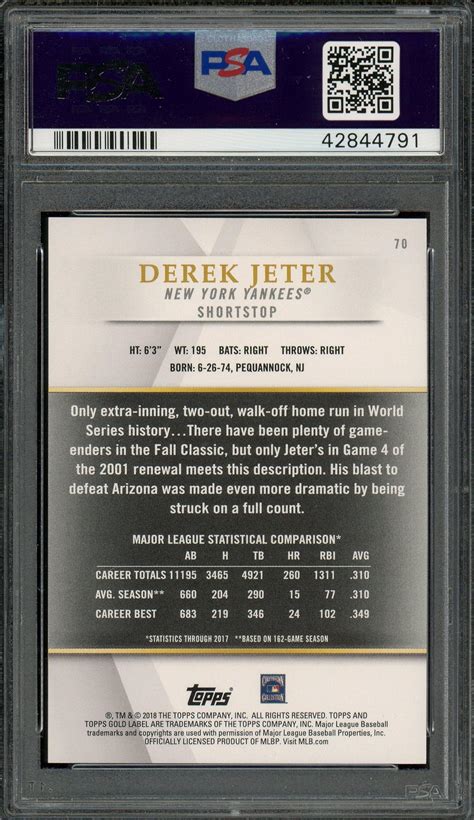 PSA
PSA
42844791
70
DEREK JETER
NEW YORK YANKEES®
SHORTSTOP
HT: 6'3" WT: 195 BATS: RIGHT THROWS: RIGHT
BORN: 6-26-74, PEQUANNOCK, NJ
Only extra-inning, two-out, walk-off home run in World
Series history...There have been plenty of game-
enders in the Fall Classic, but only Jeter's in Game 4 of
the 2001 renewal meets this description. His blast to
defeat Arizona was made even more dramatic by being
struck on a full count.
MAJOR LEAGUE STATISTICAL COMPARISON*
AB H TB HR RBI AVG
CAREER TOTALS 11195 3465 4921 260 1311 .310
AVG. SEASON** 660 204 290 15 77 .310
CAREER BEST 683 219 346 24 102 .349
*STATISTICS THROUGH 2017 **BASED ON 162-GAME SEASON
Topps
®, TM & © 2018 THE TOPPS COMPANY, INC. ALL RIGHTS RESERVED. TOPPS AND
TOPPS GOLD LABEL ARE TRADEMARKS OF THE TOPPS COMPANY, INC. Major League Baseball
trademarks and copyrights are used with permission of Major League Baseball Properties, Inc.
OFFICIALLY LICENSED PRODUCT OF MLBP. Visit MLB.com
PSA